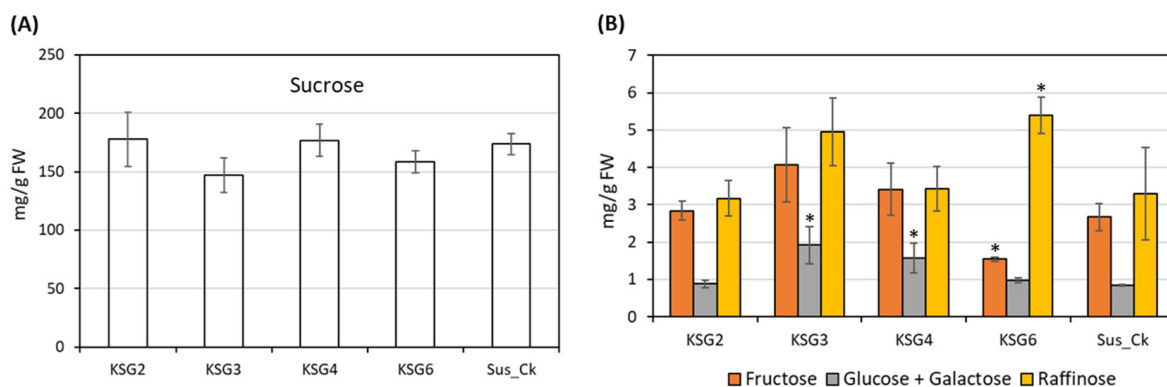 (A)
250
200
150
100
50
0
mg/g FW
Sucrose
KSG2 KSG3 KSG4 KSG6 Sus_Ck
(B)
7
6
5
4
3
2
1
0
mg/g FW
*
*
*
*
KSG2 KSG3 KSG4 KSG6 Sus_Ck
Fructose Glucose + Galactose Raffinose